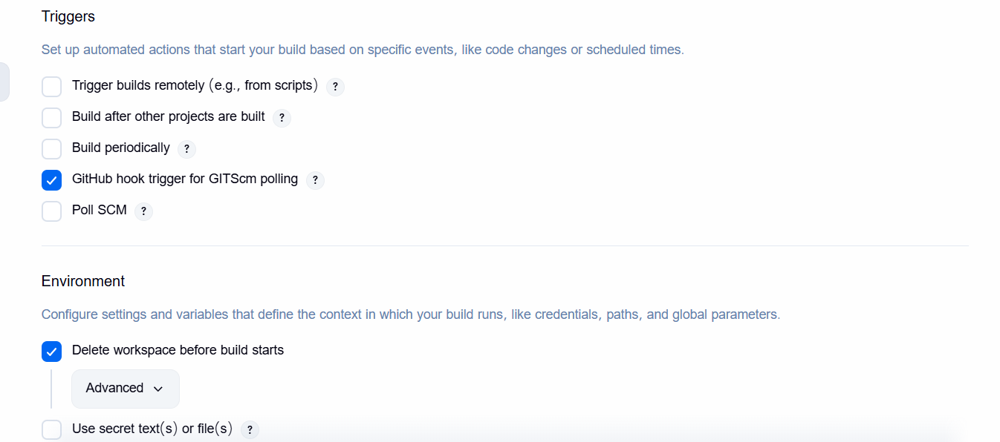 Triggers
Set up automated actions that start your build based on specific events, like code changes or scheduled times.
Trigger builds remotely (e.g., from scripts) ?
Build after other projects are built ?
Build periodically ?
GitHub hook trigger for GITScm polling ?
Poll SCM ?
Environment
Configure settings and variables that define the context in which your build runs, like credentials, paths, and global parameters.
Delete workspace before build starts
Advanced
Use secret text(s) or file(s) ?